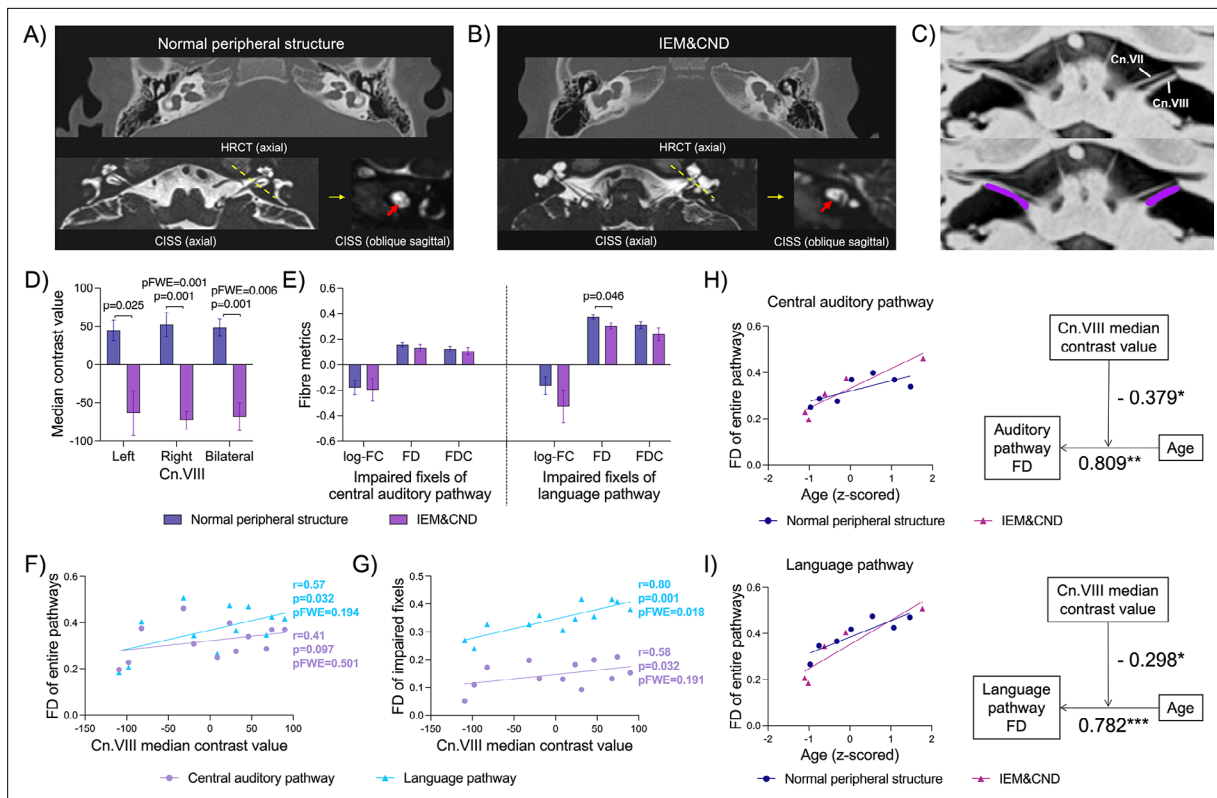 A)
Normal peripheral structure
HRCT (axial)
CISS (axial)
CISS (oblique sagittal)
B)
IEM&CND
HRCT (axial)
CISS (axial)
CISS (oblique sagittal)
C)
Cn.VII
Cn.VIII
D)
pFWE=0.001
pFWE=0.006
p=0.025
p=0.001
p=0.001
Median contrast value
100
50
0
-50
-100
Left
Right
Bilateral
Cn.VIII
E)
p=0.046
Fibre metrics
0.6
0.4
0.2
0.0
-0.2
-0.4
-0.6
log-FC
FD
FDC
log-FC
FD
FDC
Impaired fixels of
central auditory pathway
Impaired fixels of
language pathway
Normal peripheral structure
IEM&CND
F)
FD of entire pathways
0.6
0.4
0.2
0.0
-150
-100
-50
0
50
100
Cn.VIII median contrast value
r=0.57
p=0.032
pFWE=0.194
r=0.41
p=0.097
pFWE=0.501
G)
FD of impaired fixels
0.5
0.4
0.3
0.2
0.1
0.0
-150
-100
-50
0
50
100
Cn.VIII median contrast value
r=0.80
p=0.001
pFWE=0.018
r=0.58
p=0.032
pFWE=0.191
Central auditory pathway
Language pathway
H)
Central auditory pathway
FD of entire pathways
0.6
0.4
0.2
0.0
-2
-1
0
1
2
Age (z-scored)
Normal peripheral structure
IEM&CND
Cn.VIII median
contrast value
- 0.379*
Auditory
pathway
FD
0.809**
Age
I)
Language pathway
FD of entire pathways
0.6
0.4
0.2
0.0
-2
-1
0
1
2
Age (z-scored)
Normal peripheral structure
IEM&CND
Cn.VIII median
contrast value
- 0.298*
Language
pathway
FD
0.782***
Age